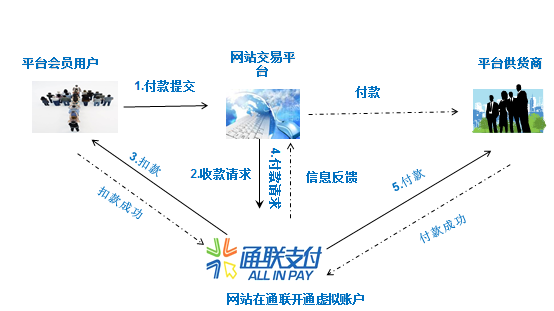 平台会员用户
网站交易平
台
平台供货商
1.付款提交
付款
3.扣款
扣款成功
2.收款请求
4.付款请求
信息反馈
5.付款
付款成功
通联支付
ALL IN PAY
网站在通联开通虚拟账户